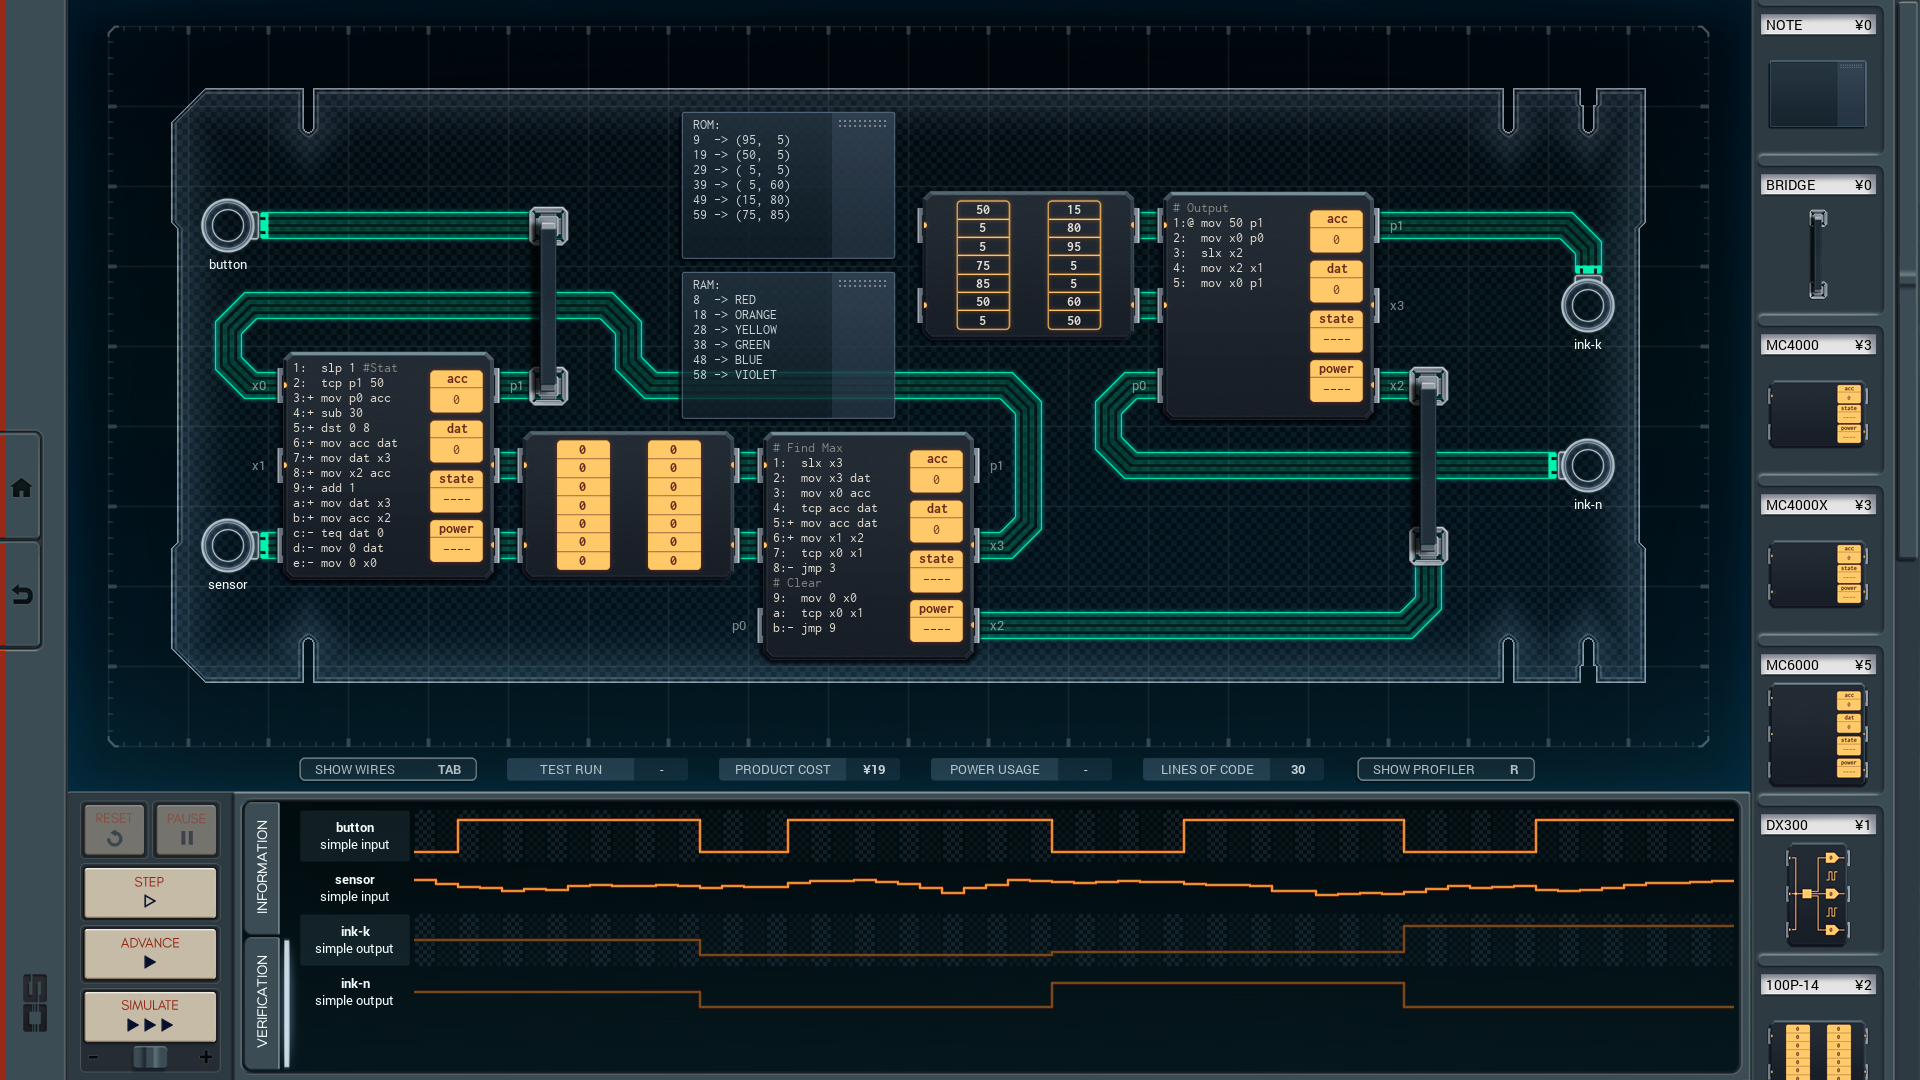 NOTE ¥0
BRIDGE ¥0
MC4000 ¥3
MC4000X ¥3
MC6000 ¥5
DX300 ¥1
100P-14 ¥2
ROM:
9 -> (95, 5)
19 -> (50, 5)
29 -> ( 5, 5)
39 -> ( 5, 60)
49 -> (15, 80)
59 -> (75, 85)
RAM:
8 -> RED
18 -> ORANGE
28 -> YELLOW
38 -> GREEN
48 -> BLUE
58 -> VIOLET
button
sensor
ink-k
ink-n
50 15
5 80
5 95
75 5
85 5
50 60
5 50
# Output
1:@ mov 50 p1
2: mov x0 p0
3: slx x2
4: mov x2 x1
5: mov x0 p1
acc
0
dat
0
state
----
power
----
p1
x3
p0
x2
x0
x1
p1
1: slp 1 #Stat
2: tcp p1 50
3:+ mov p0 acc
4:+ sub 30
5:+ dst 0 8
6:+ mov acc dat
7:+ mov dat x3
8:+ mov x2 acc
9:+ add 1
a:+ mov dat x3
b:+ mov acc x2
c:- teq dat 0
d:- mov 0 dat
e:- mov 0 x0
acc
0
dat
0
state
----
power
----
0 0
0 0
0 0
0 0
0 0
0 0
0 0
# Find Max
1: slx x3
2: mov x3 dat
3: mov x0 acc
4: tcp acc dat
5:+ mov acc dat
6:+ mov x1 x2
7: tcp x0 x1
8:- jmp 3
# Clear
9: mov 0 x0
a: tcp x0 x1
b:- jmp 9
acc
0
dat
0
state
----
power
----
p1
x3
p0
x2
SHOW WIRES TAB
TEST RUN -
PRODUCT COST ¥19
POWER USAGE -
LINES OF CODE 30
SHOW PROFILER R
RESET
PAUSE
STEP
ADVANCE
SIMULATE
- +
INFORMATION
VERIFICATION
button
simple input
sensor
simple input
ink-k
simple output
ink-n
simple output